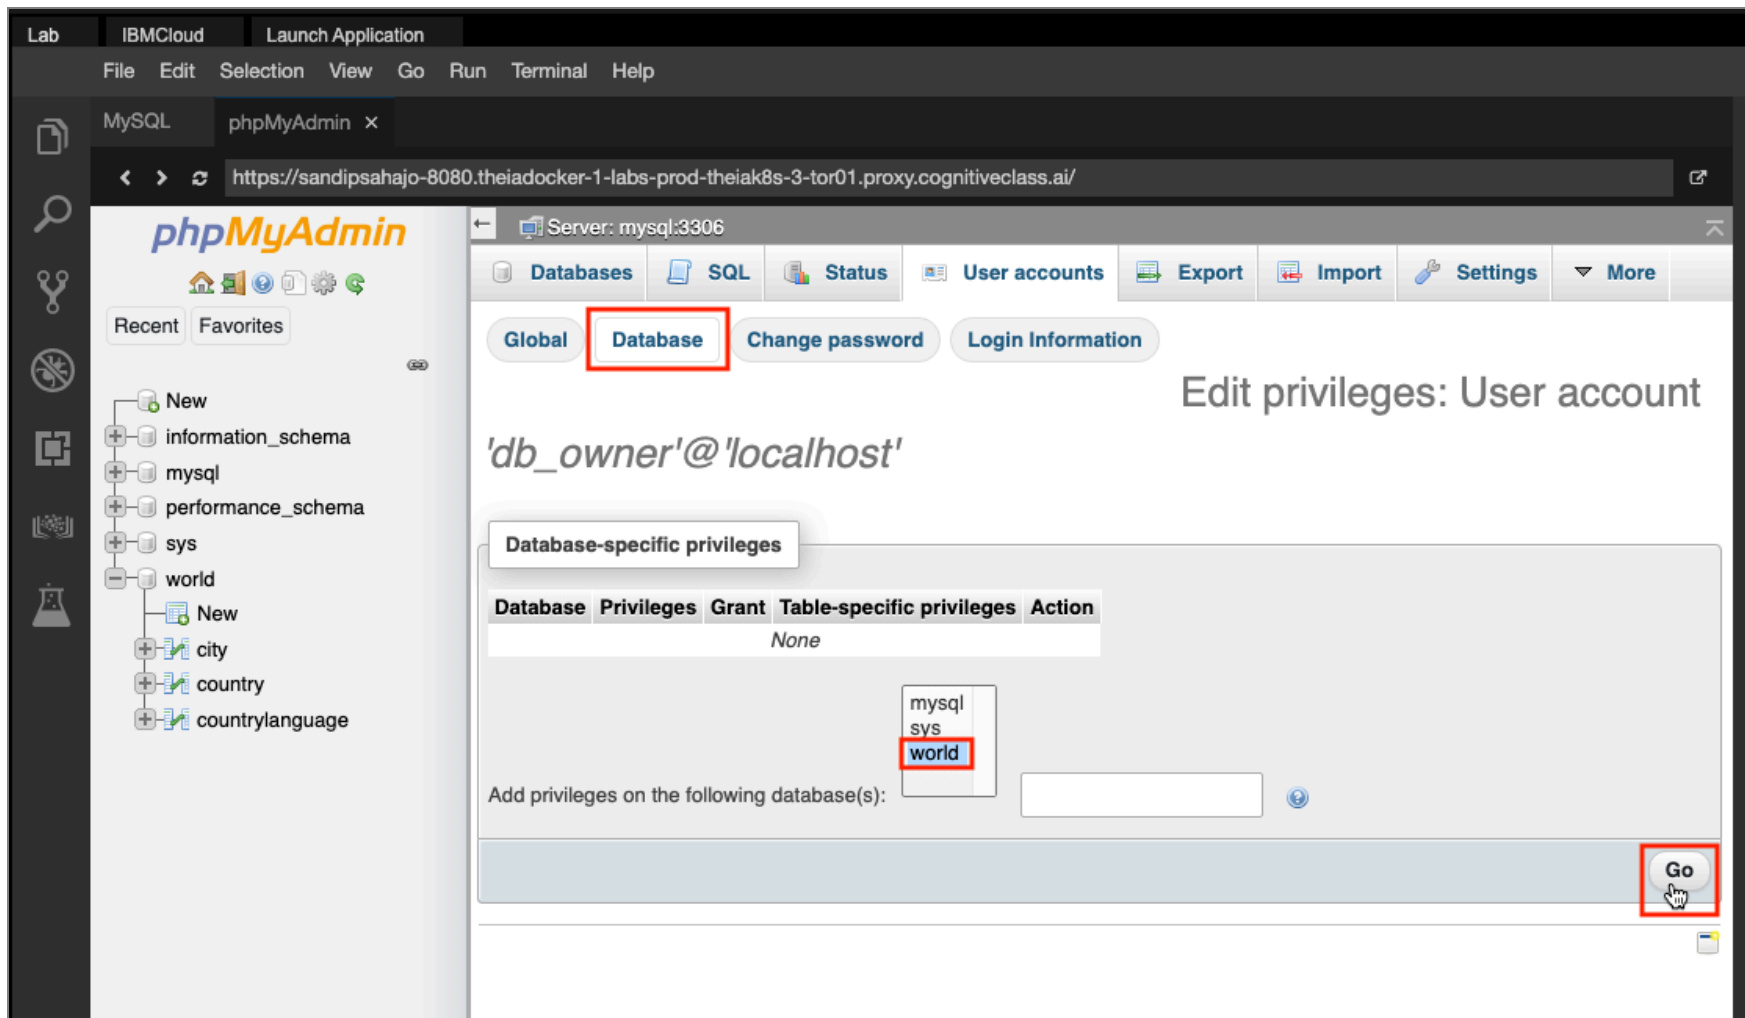 Lab IBMCloud Launch Application
File Edit Selection View Go Run Terminal Help
MySQL phpMyAdmin ×
https://sandipsahajo-8080.theiadocker-1-labs-prod-theiak8s-3-tor01.proxy.cognitiveclass.ai/
phpMyAdmin
Recent Favorites
New
information_schema
mysql
performance_schema
sys
world
New
city
country
countrylanguage
Server: mysql:3306
Databases SQL Status User accounts Export Import Settings More
Global Database Change password Login Information
Edit privileges: User account
'db_owner'@'localhost'
Database-specific privileges
Database Privileges Grant Table-specific privileges Action
None
mysql
sys
world
Add privileges on the following database(s):
Go